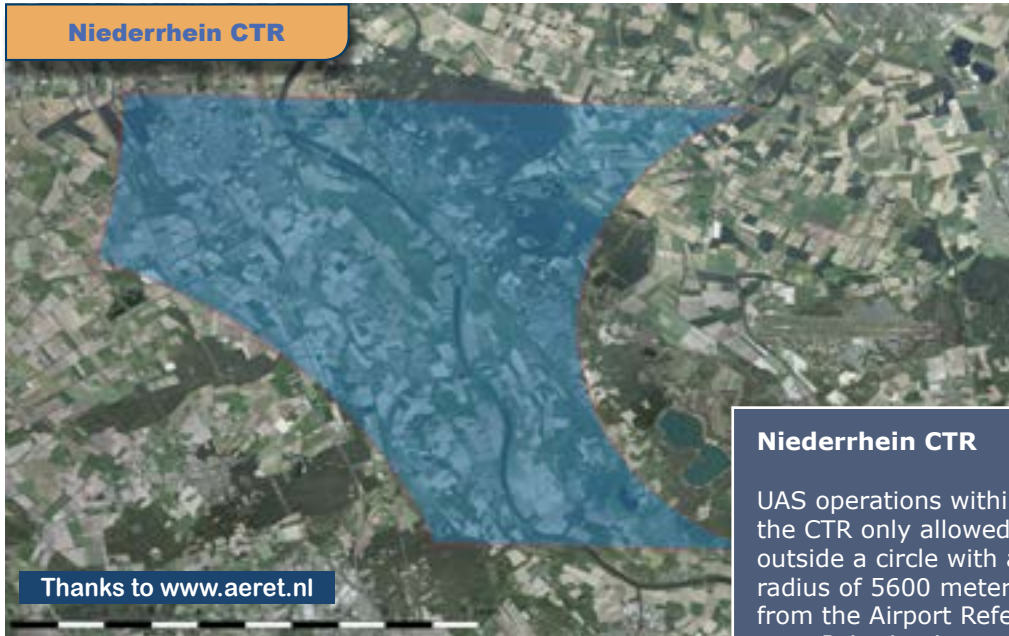 Niederrhein CTR
Niederrhein CTR
UAS operations withi
the CTR only allowed
outside a circle with a
radius of 5600 meter
from the Airport Refe
Thanks to www.aeret.nl